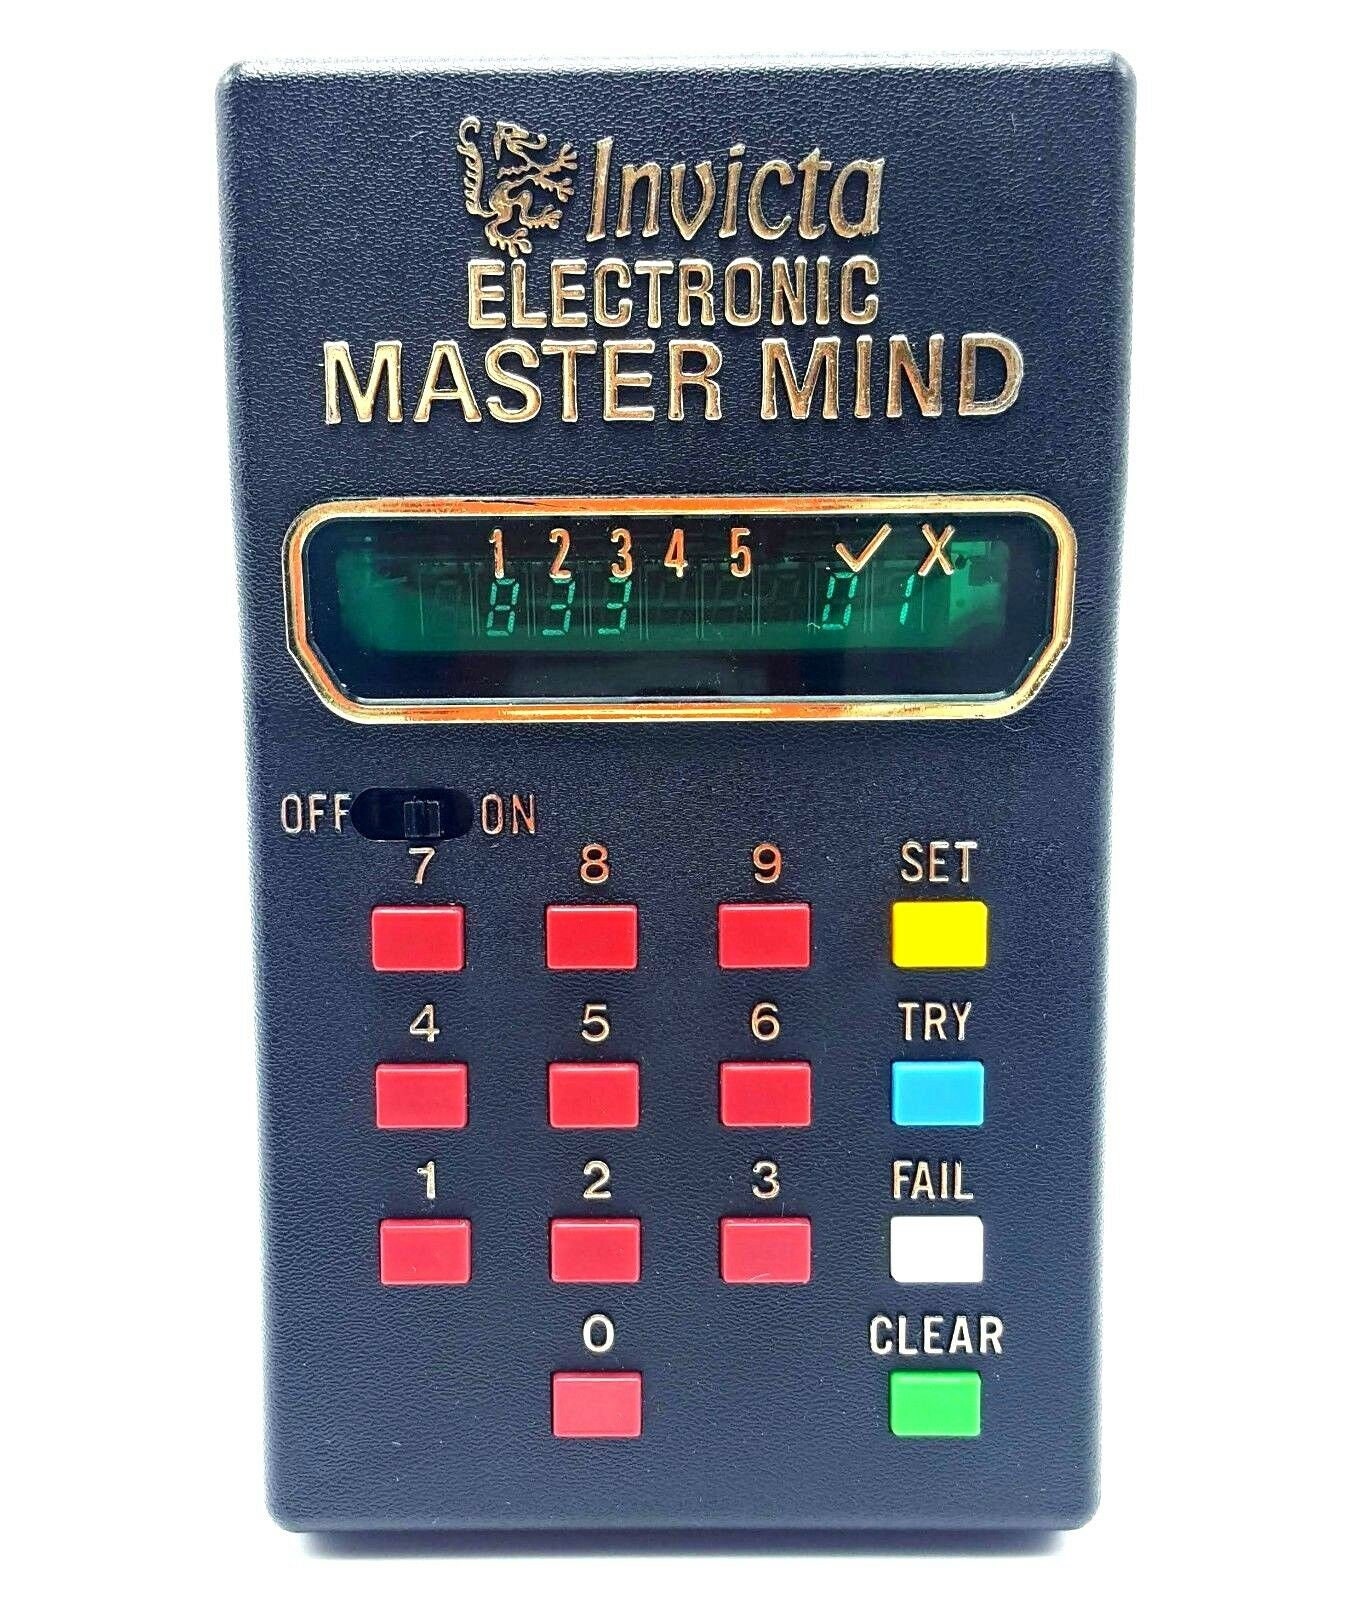 Invicta
ELECTRONIC
MASTER MIND
1 2 3 4 5 ✓ X
833 01
OFF ON
7 8 9 SET
4 5 6 TRY
1 2 3 FAIL
0 CLEAR